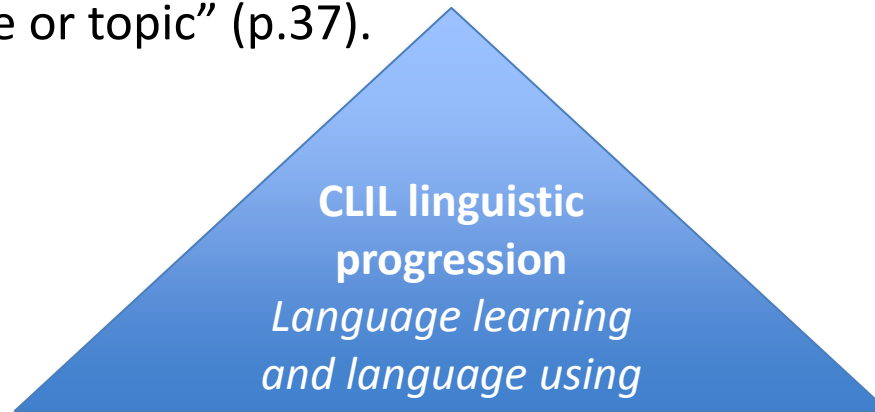 e or topic” (p.37).
CLIL linguistic
progression
Language learning
and language using